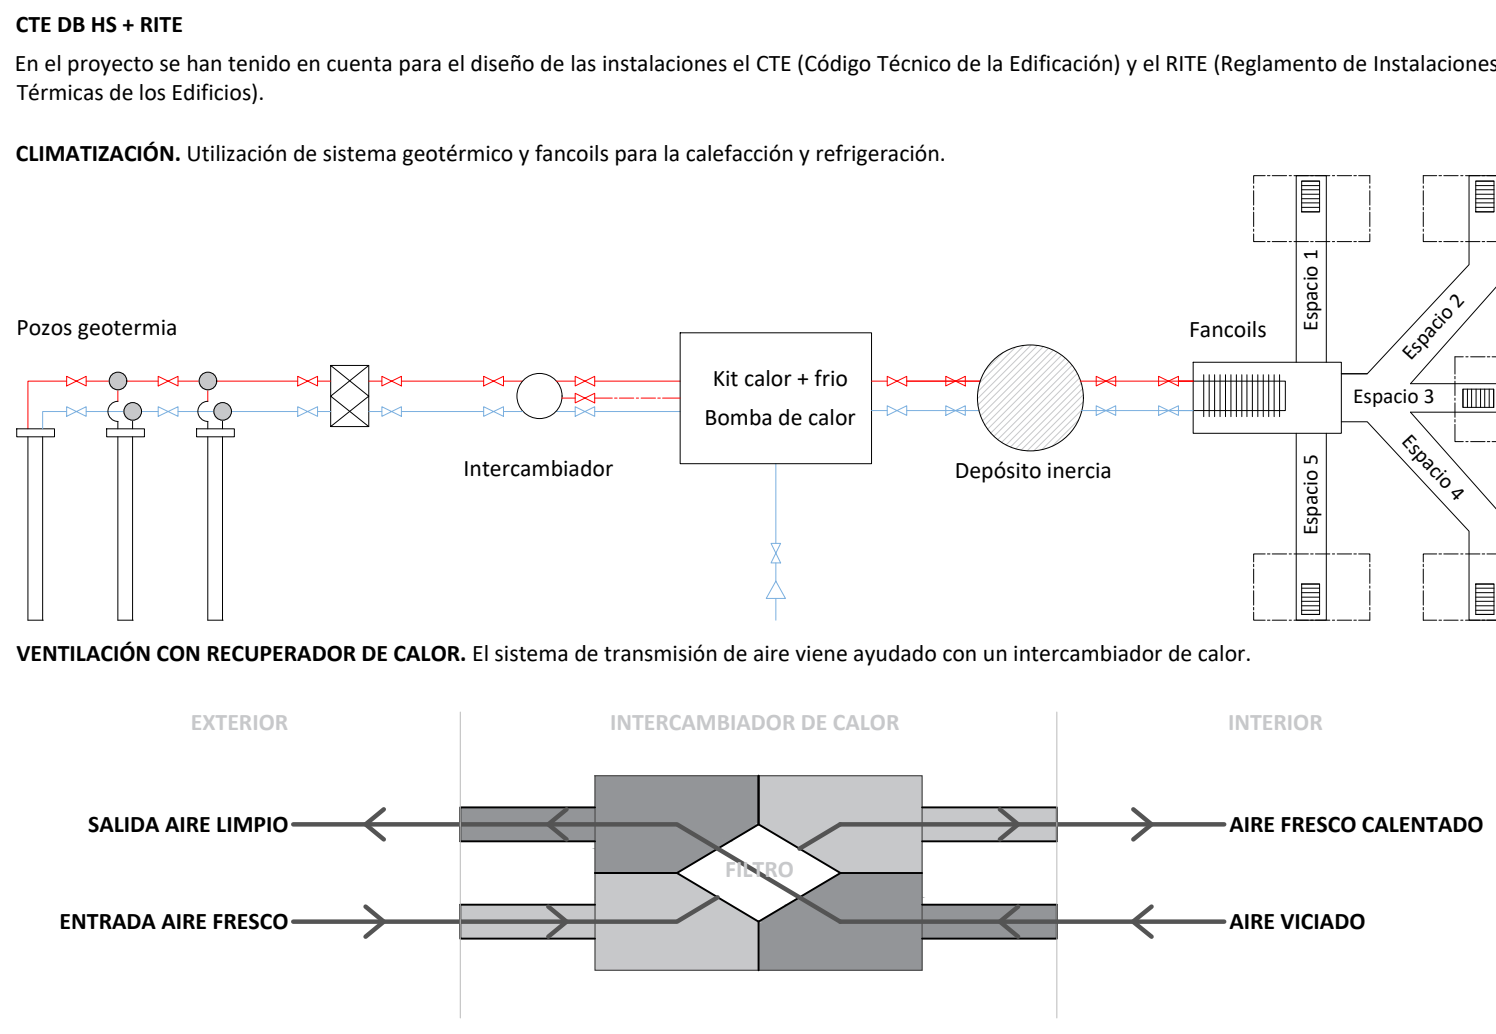 CTE DB HS + RITE
En el proyecto se han tenido en cuenta para el diseño de las instalaciones el CTE (Código Técnico de la Edificación) y el RITE (Reglamento de Instalaciones
Térmicas de los Edificios).
CLIMATIZACIÓN. Utilización de sistema geotérmico y fancoils para la calefacción y refrigeración.
Pozos geotermia
Intercambiador
Kit calor + frio
Bomba de calor
Depósito inercia
Fancoils
Espacio 1
Espacio 2
Espacio 3
Espacio 4
Espacio 5
VENTILACIÓN CON RECUPERADOR DE CALOR. El sistema de transmisión de aire viene ayudado con un intercambiador de calor.
EXTERIOR
INTERCAMBIADOR DE CALOR
INTERIOR
SALIDA AIRE LIMPIO
AIRE FRESCO CALENTADO
FILTRO
ENTRADA AIRE FRESCO
AIRE VICIADO